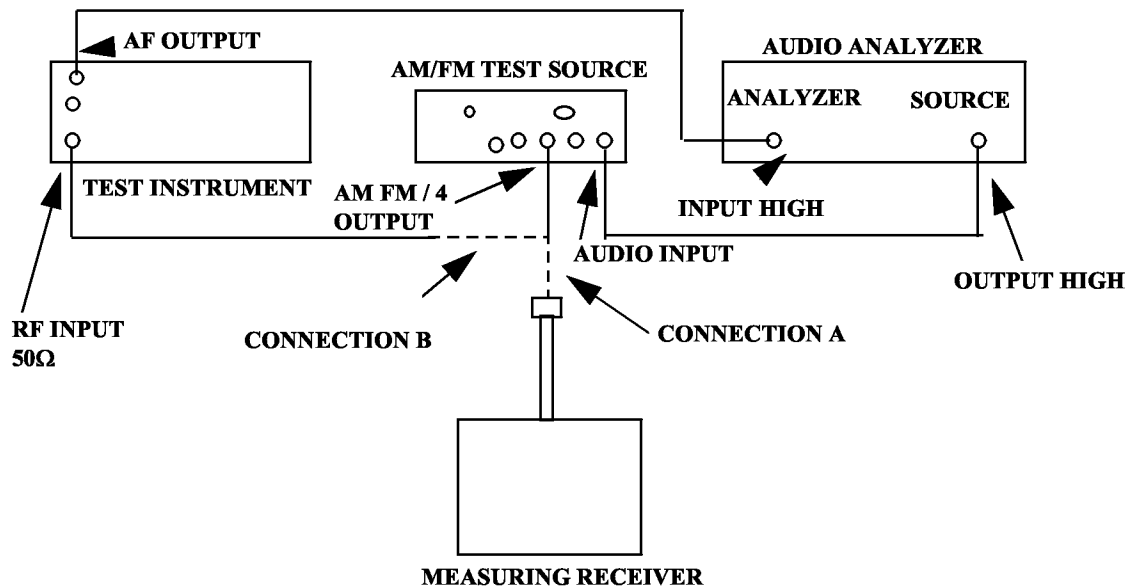 AF OUTPUT
AUDIO ANALYZER
AM/FM TEST SOURCE
ANALYZER
SOURCE
TEST INSTRUMENT
AM FM / 4
OUTPUT
INPUT HIGH
AUDIO INPUT
OUTPUT HIGH
RF INPUT
50Ω
CONNECTION B
CONNECTION A
MEASURING RECEIVER